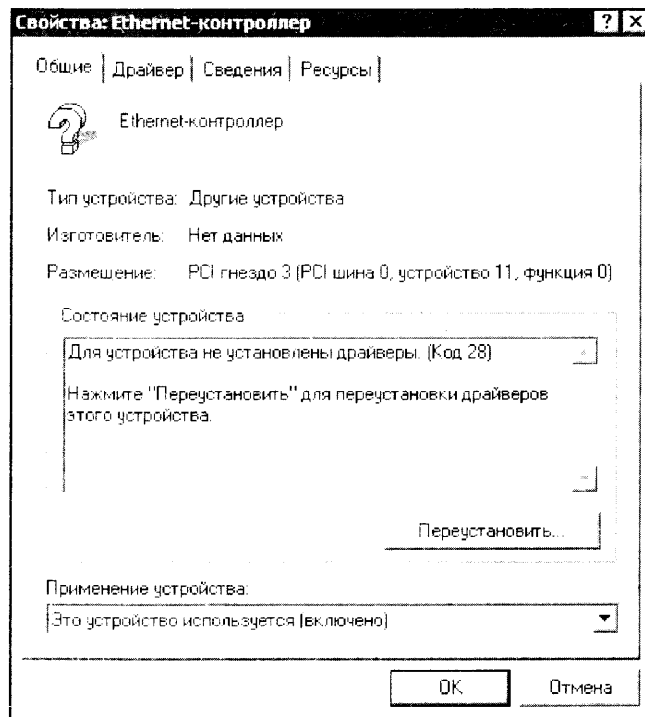 Свойства: Ethernet-контроллер
Общие Драйвер Сведения Ресурсы
Ethernet-контроллер
Тип устройства: Другие устройства
Изготовитель: Нет данных
Размещение: PCI гнездо 3 (PCI шина 0, устройство 11, функция 0)
Состояние устройства
Для устройства не установлены драйверы. (Код 28)
Нажмите "Переустановить" для переустановки драйверов
этого устройства.
Переустановить...
Применение устройства:
Это устройство используется (включено)
OK Отмена